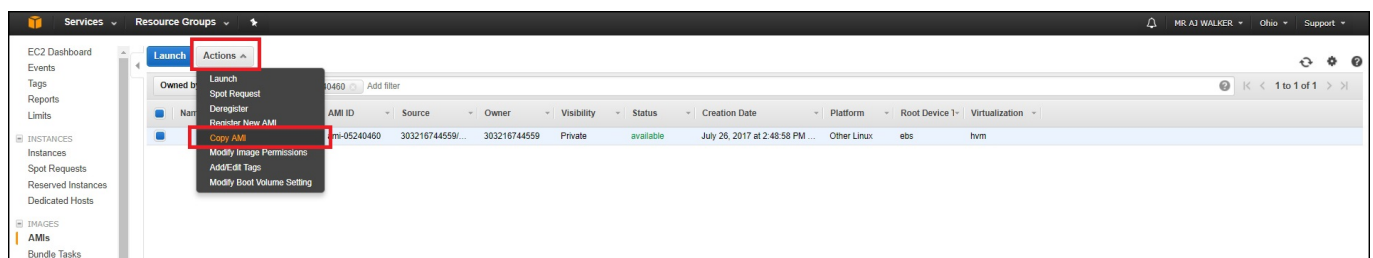 Services Resource Groups MR AJ WALKER Ohio Support
EC2 Dashboard
Events
Tags
Reports
Limits
INSTANCES
Instances
Spot Requests
Reserved Instances
Dedicated Hosts
IMAGES
AMIs
Bundle Tasks
Launch Actions
Owned b 40460 Add filter 1 to 1 of 1
Launch
Spot Request
Deregister
Register New AMI
Copy AMI
Modify Image Permissions
Add/Edit Tags
Modify Boot Volume Setting
Nam AMI ID Source Owner Visibility Status Creation Date Platform Root Device T Virtualization
ami-05240460 303216744559/... 303216744559 Private available July 26, 2017 at 2:48:58 PM ... Other Linux ebs hvm